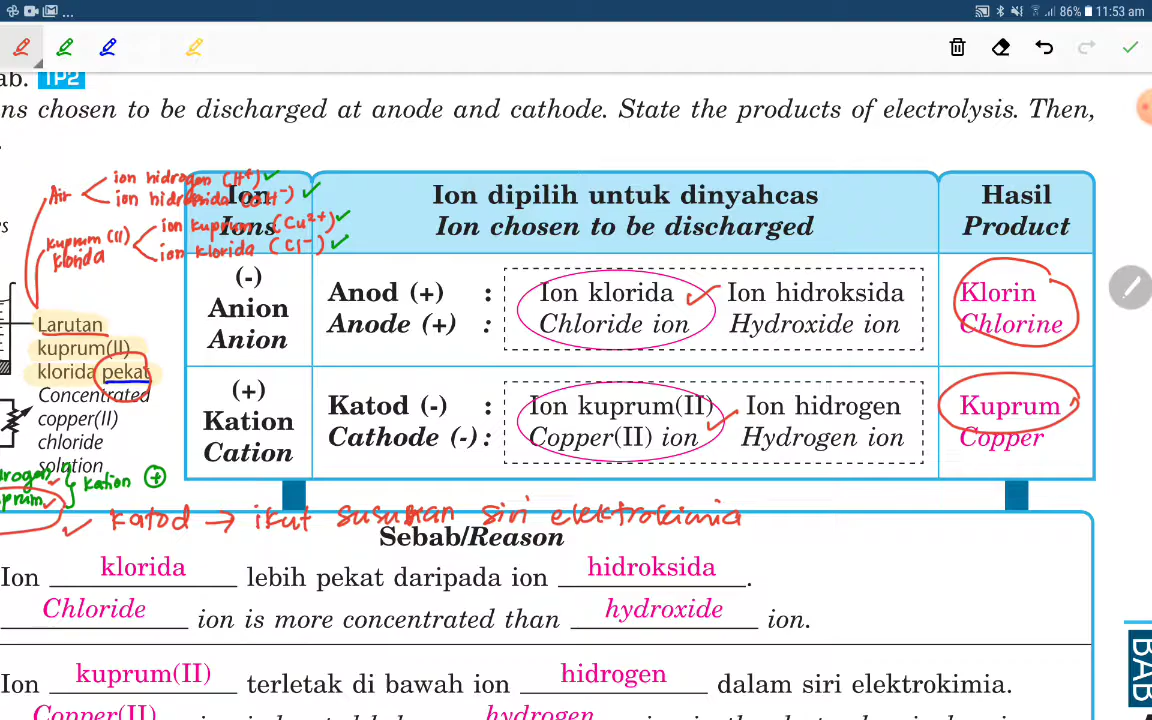 86% 11:53 am
ab. TP2
ns chosen to be discharged at anode and cathode. State the products of electrolysis. Then,
Air
ion hidrogen (H+)
ion hidroksida (OH-)
kuprum (II)
klorida
ion kuprum (Cu2+)
ion klorida (Cl-)
Larutan
kuprum(II)
klorida pekat
Concentrated
copper(II)
chloride
solution
kation +
Ion
Ions
Ion dipilih untuk dinyahcas
Ion chosen to be discharged
Hasil
Product
(-)
Anion
Anion
Anod (+) : Ion klorida Ion hidroksida
Anode (+) : Chloride ion Hydroxide ion
Klorin
Chlorine
(+)
Kation
Cation
Katod (-) : Ion kuprum(II) Ion hidrogen
Cathode (-) : Copper(II) ion Hydrogen ion
Kuprum
Copper
katod → ikut susunan siri elektrokimia
Sebab/Reason
Ion klorida lebih pekat daripada ion hidroksida.
Chloride ion is more concentrated than hydroxide ion.
Ion kuprum(II) terletak di bawah ion hidrogen dalam siri elektrokimia.
Copper(II) hydrogen
BAB